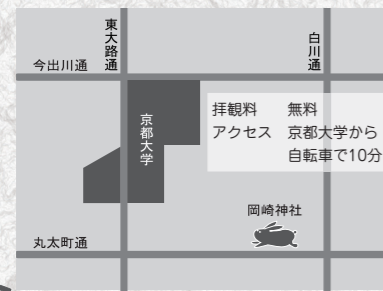 東大路通
白川通
今出川通
京都大学
拝観料　無料
アクセス　京都大学から
自転車で10分
岡崎神社
丸太町通